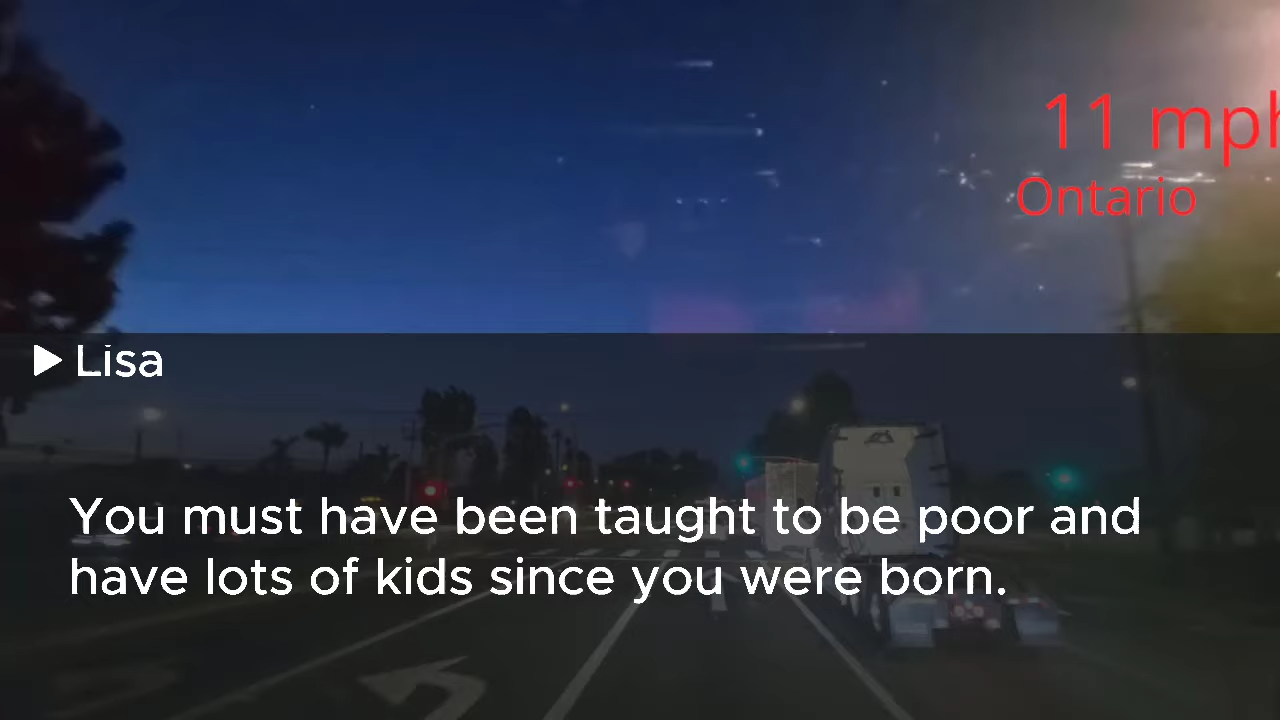 11 mph
Ontario
Lisa
You must have been taught to be poor and
have lots of kids since you were born.